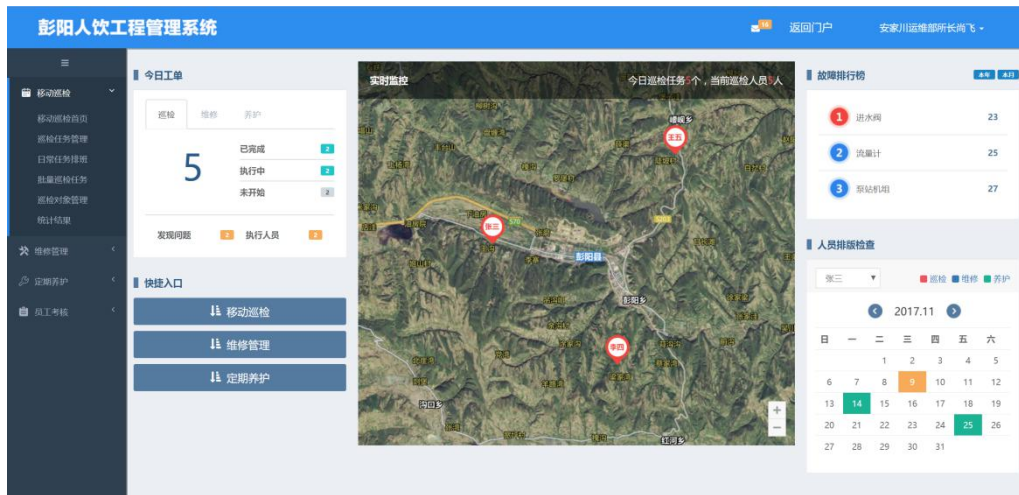 彭阳人饮工程管理系统
16
返回门户
安家川运维部所长尚飞
移动巡检
移动巡检首页
巡检任务管理
日常任务排班
批量巡检任务
巡检对象管理
统计结果
维修管理
定期养护
员工考核
今日工单
巡检 维修 养护
5
已完成 2
执行中 2
未开始 2
发现问题 3 执行人员 2
快捷入口
移动巡检
维修管理
定期养护
实时监控
今日巡检任务5个，当前巡检人员3人
王五
张三
彭阳县
彭阳乡
李四
沟口乡
红河乡
+
−
故障排行榜
本年 本月
1 进水阀 23
2 流量计 25
3 泵站机组 27
人员排版检查
张三
巡检 维修 养护
2017.11
日 一 二 三 四 五 六
1 2 3 4 5
6 7 8 9 10 11 12
13 14 15 16 17 18 19
20 21 22 23 24 25 26
27 28 29 30 31